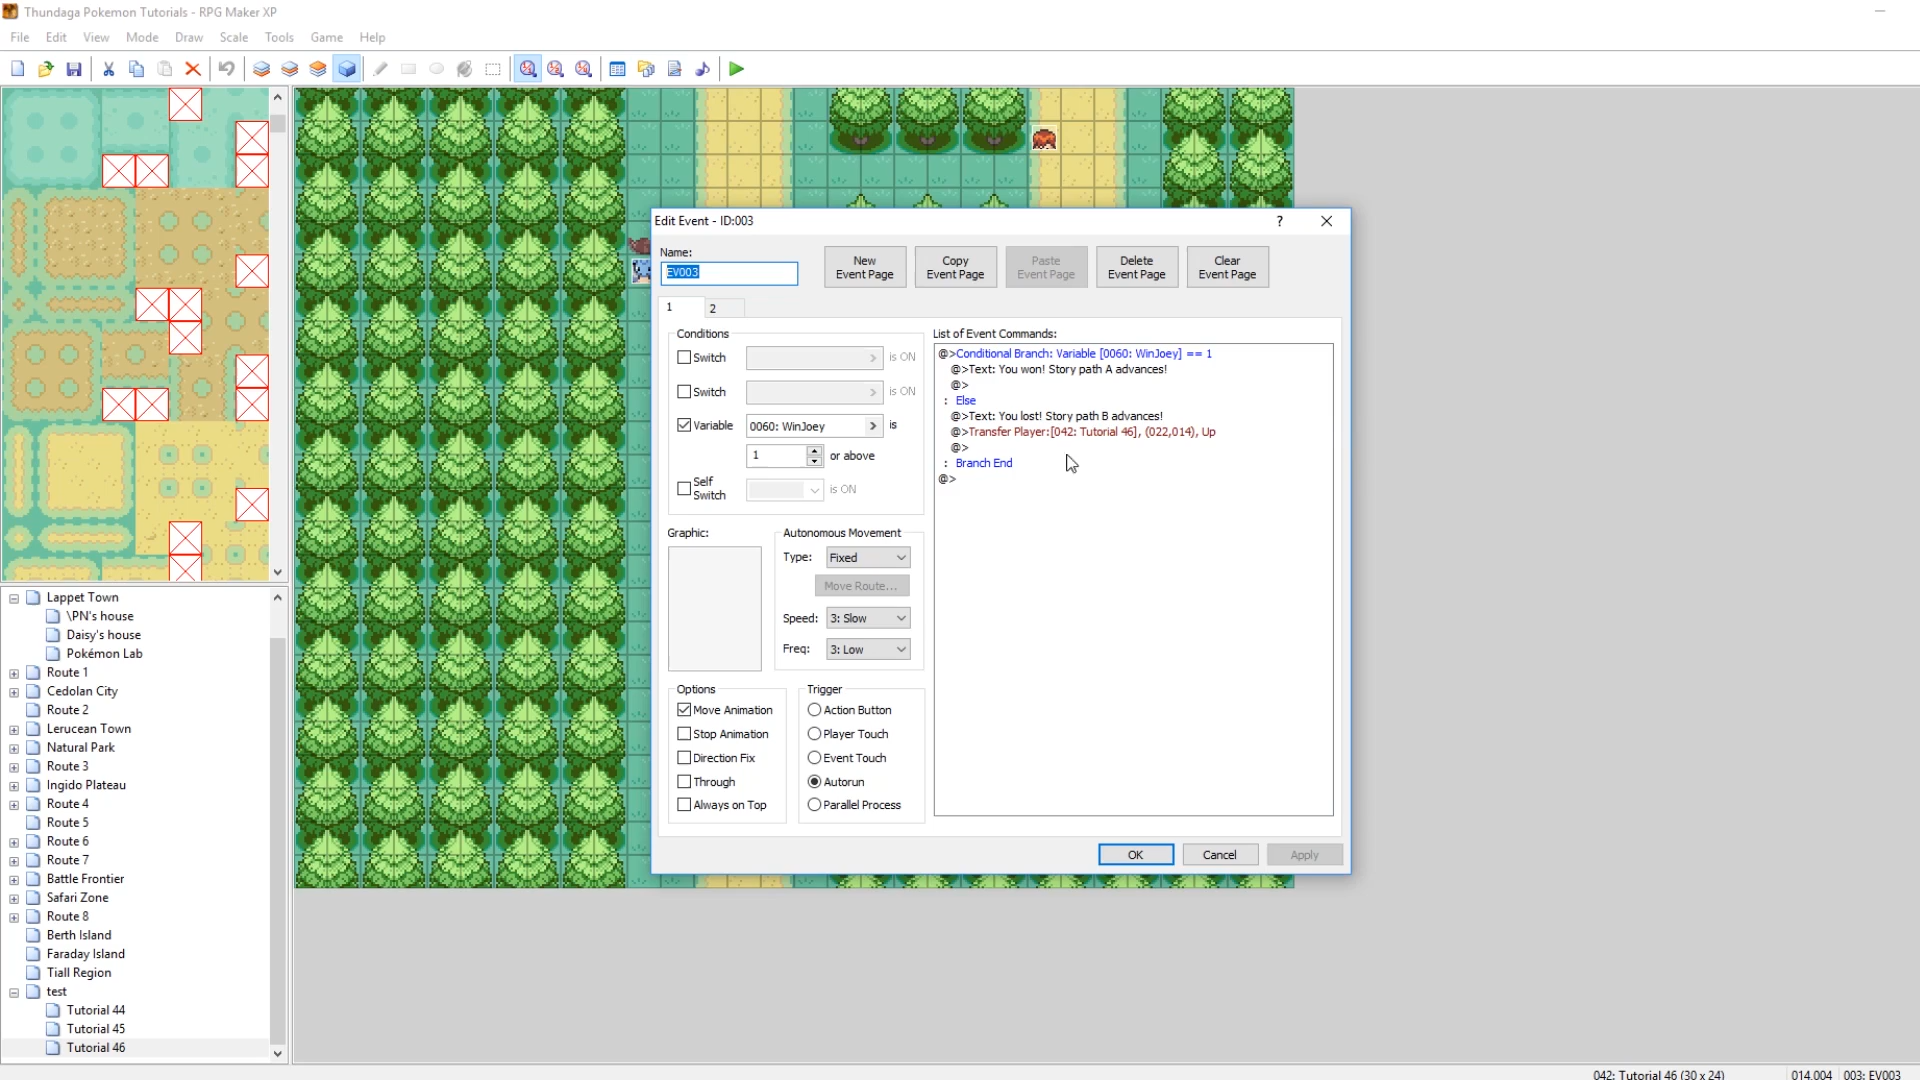 Thundaga Pokemon Tutorials - RPG Maker XP
File Edit View Mode Draw Scale Tools Game Help
Edit Event - ID:003
Name:
EV003
New Event Page
Copy Event Page
Paste Event Page
Delete Event Page
Clear Event Page
1 2
Conditions
Switch is ON
Switch is ON
Variable 0060: WinJoey is
1 or above
Self Switch is ON
Graphic:
Autonomous Movement
Type: Fixed
Move Route...
Speed: 3: Slow
Freq: 3: Low
Options
Move Animation
Stop Animation
Direction Fix
Through
Always on Top
Trigger
Action Button
Player Touch
Event Touch
Autorun
Parallel Process
List of Event Commands:
@>Conditional Branch: Variable [0060: WinJoey] == 1
@>Text: You won! Story path A advances!
@>
: Else
@>Text: You lost! Story path B advances!
@>Transfer Player:[042: Tutorial 46], (022,014), Up
@>
: Branch End
@>
OK Cancel Apply
Lappet Town
\PN's house
Daisy's house
Pokémon Lab
Route 1
Cedolan City
Route 2
Lerucean Town
Natural Park
Route 3
Ingido Plateau
Route 4
Route 5
Route 6
Route 7
Battle Frontier
Safari Zone
Route 8
Berth Island
Faraday Island
Tiall Region
test
Tutorial 44
Tutorial 45
Tutorial 46
042: Tutorial 46 (30 x 24) 014,004 003: EV003